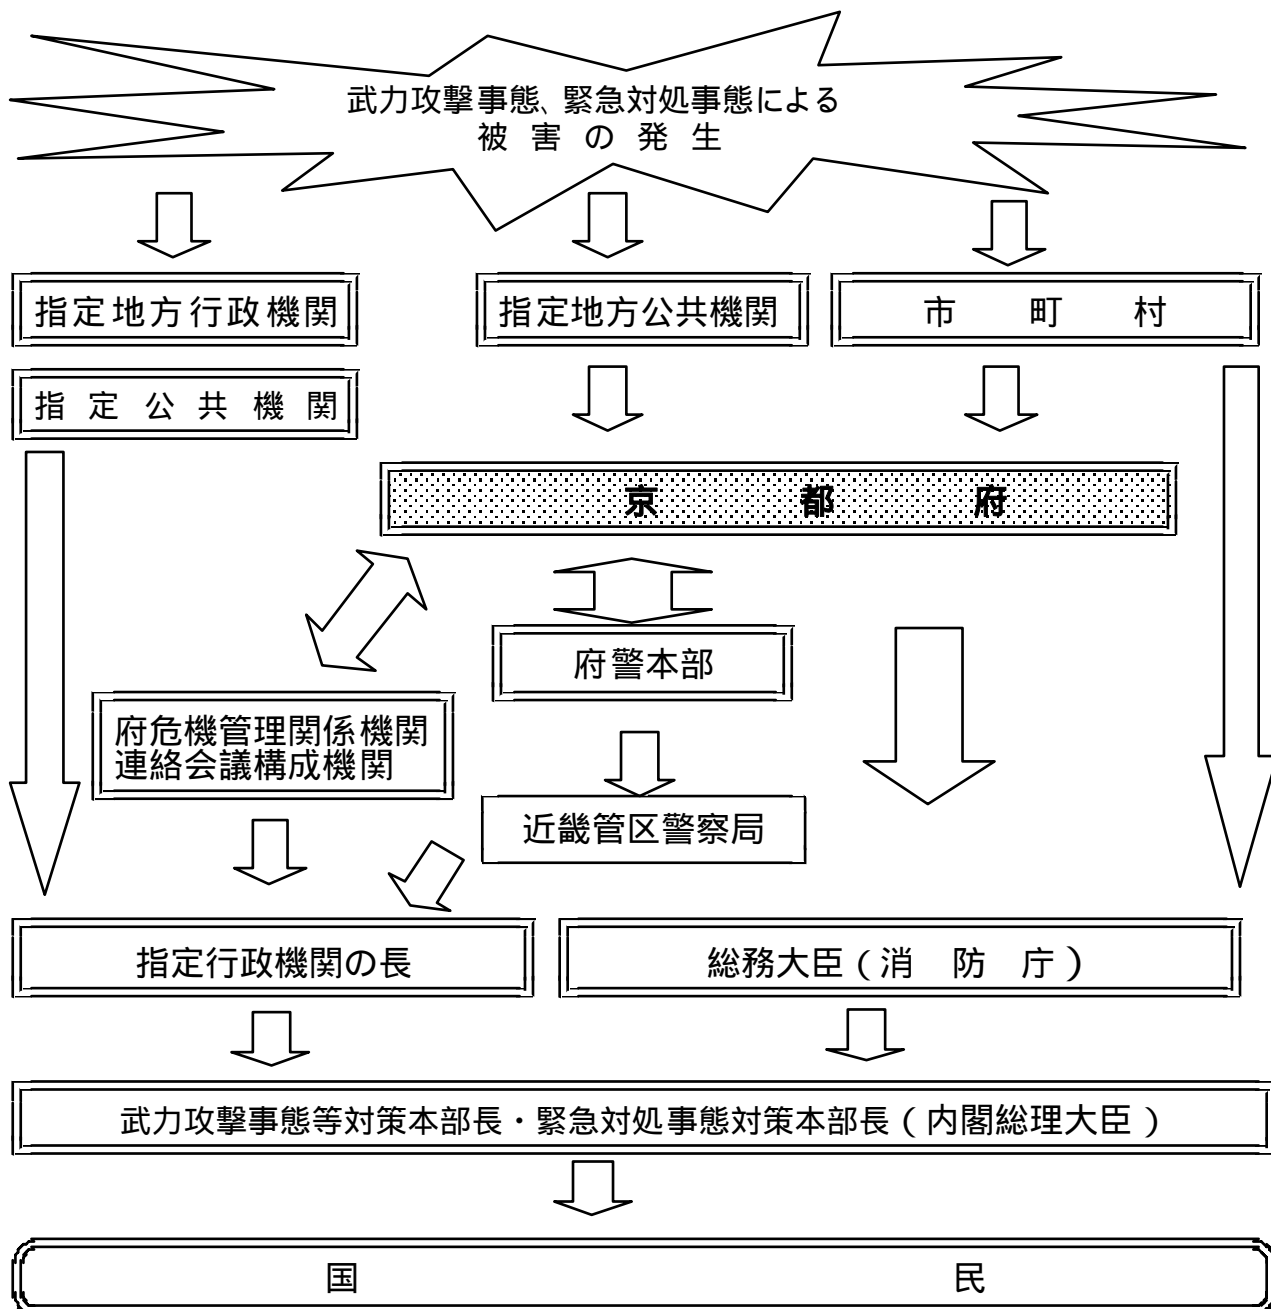 武力攻撃事態、緊急対処事態による
被害の発生
指定地方行政機関
指定地方公共機関
市町村
指定公共機関
京都府
府警本部
府危機管理関係機関
連絡会議構成機関
近畿管区警察局
指定行政機関の長
総務大臣(消防庁)
武力攻撃事態等対策本部長・緊急対処事態対策本部長(内閣総理大臣)
国民